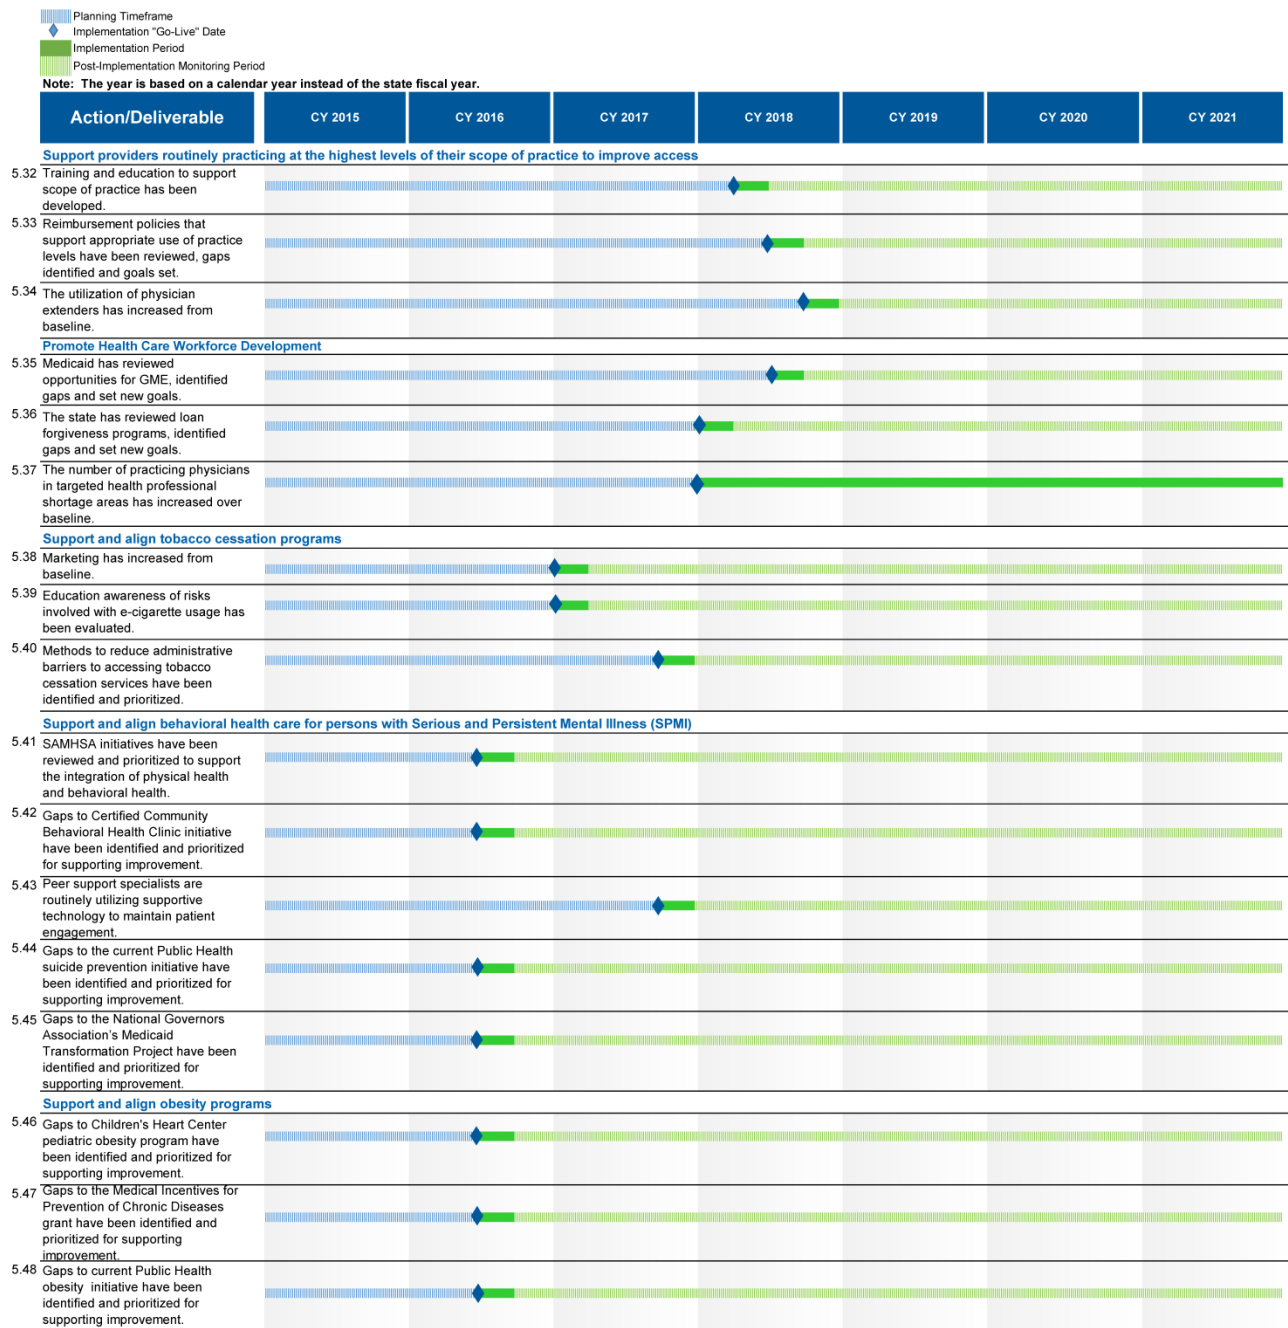 Planning Timeframe
Implementation "Go-Live" Date
Implementation Period
Post-Implementation Monitoring Period
Note:  The year is based on a calendar year instead of the state fiscal year.
Action/Deliverable CY 2015 CY 2016 CY 2017 CY 2018 CY 2019 CY 2020 CY 2021
Support providers routinely practicing at the highest levels of their scope of practice to improve access
5.32 Training and education to support
scope of practice has been
developed.
5.33 Reimbursement policies that
support appropriate use of practice
levels have been reviewed, gaps
identified and goals set.
5.34 The utilization of physician
extenders has increased from
baseline.
Promote Health Care Workforce Development
5.35 Medicaid has reviewed
opportunities for GME, identified
gaps and set new goals.
5.36 The state has reviewed loan
forgiveness programs, identified
gaps and set new goals.
5.37 The number of practicing physicians
in targeted health professional
shortage areas has increased over
baseline.
Support and align tobacco cessation programs
5.38 Marketing has increased from
baseline.
5.39 Education awareness of risks
involved with e-cigarette usage has
been evaluated.
5.40 Methods to reduce administrative
barriers to accessing tobacco
cessation services have been
identified and prioritized.
Support and align behavioral health care for persons with Serious and Persistent Mental Illness (SPMI)
5.41 SAMHSA initiatives have been
reviewed and prioritized to support
the integration of physical health
and behavioral health.
5.42 Gaps to Certified Community
Behavioral Health Clinic initiative
have been identified and prioritized
for supporting improvement.
5.43 Peer support specialists are
routinely utilizing supportive
technology to maintain patient
engagement.
5.44 Gaps to the current Public Health
suicide prevention initiative have
been identified and prioritized for
supporting improvement.
5.45 Gaps to the National Governors
Association's Medicaid
Transformation Project have been
identified and prioritized for
supporting improvement.
Support and align obesity programs
5.46 Gaps to Children's Heart Center
pediatric obesity program have
been identified and prioritized for
supporting improvement.
5.47 Gaps to the Medical Incentives for
Prevention of Chronic Diseases
grant have been identified and
prioritized for supporting
improvement.
5.48 Gaps to current Public Health
obesity  initiative have been
identified and prioritized for
supporting improvement.